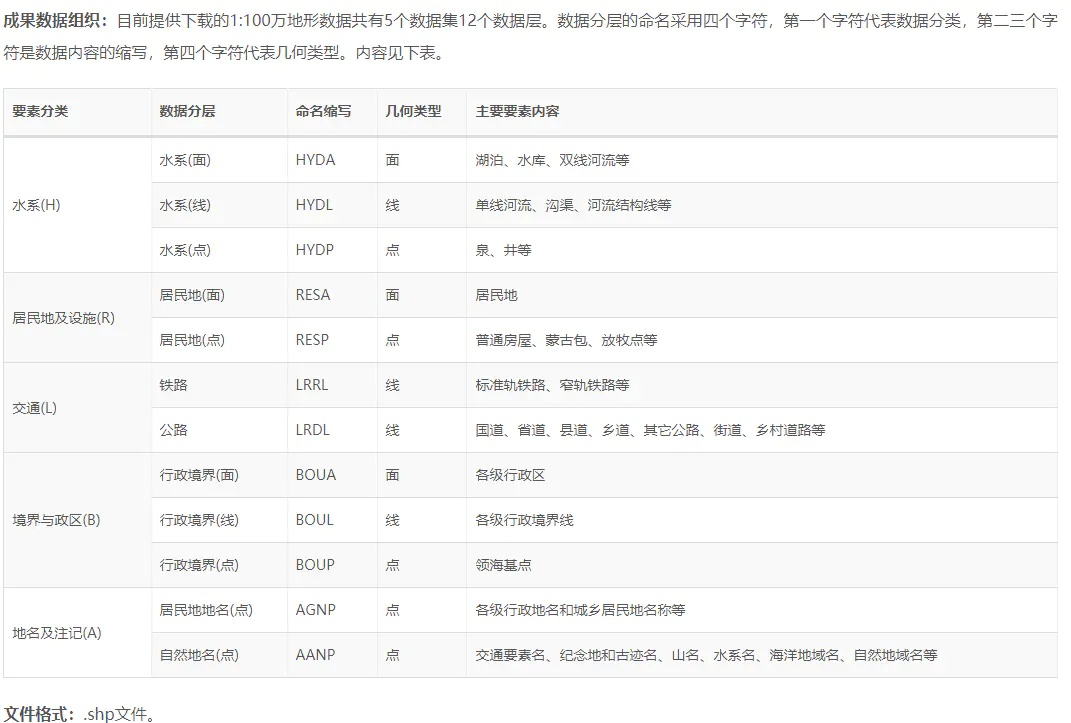 成果数据组织：目前提供下载的1:100万地形数据共有5个数据集12个数据层。数据分层的命名采用四个字符，第一个字符代表数据分类，第二三个字
符是数据内容的缩写，第四个字符代表几何类型。内容见下表。
要素分类 数据分层 命名缩写 几何类型 主要要素内容
水系(H) 水系(面) HYDA 面 湖泊、水库、双线河流等
水系(线) HYDL 线 单线河流、沟渠、河流结构线等
水系(点) HYDP 点 泉、井等
居民地及设施(R) 居民地(面) RESA 面 居民地
居民地(点) RESP 点 普通房屋、蒙古包、放牧点等
交通(L) 铁路 LRRL 线 标准轨铁路、窄轨铁路等
公路 LRDL 线 国道、省道、县道、乡道、其它公路、街道、乡村道路等
境界与政区(B) 行政境界(面) BOUA 面 各级行政区
行政境界(线) BOUL 线 各级行政境界线
行政境界(点) BOUP 点 领海基点
地名及注记(A) 居民地地名(点) AGNP 点 各级行政地名和城乡居民地名称等
自然地名(点) AANP 点 交通要素名、纪念地和古迹名、山名、水系名、海洋地域名、自然地域名等
文件格式：.shp文件。